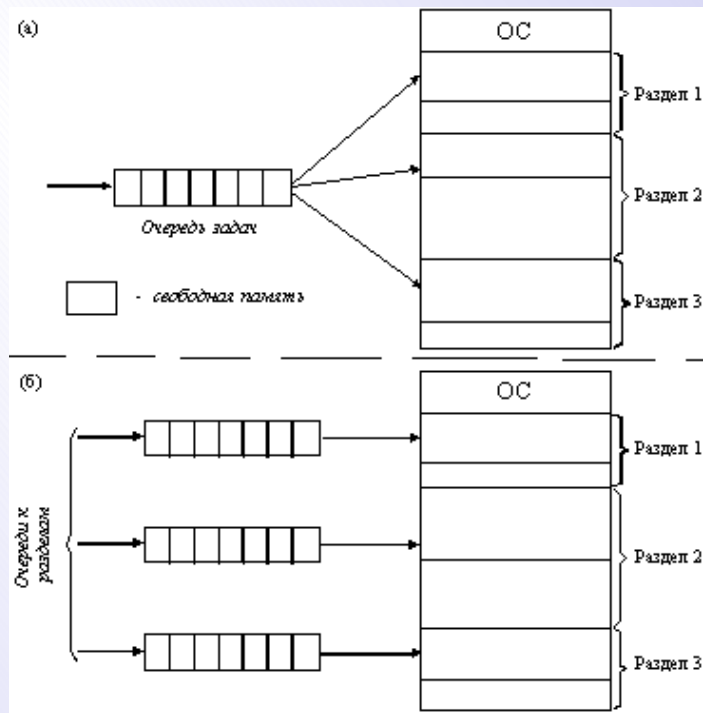 (а)
ОС
Раздел 1
Раздел 2
Очередь задач
- свободная память
Раздел 3
(б)
ОС
Раздел 1
Очереди к
разделам
Раздел 2
Раздел 3